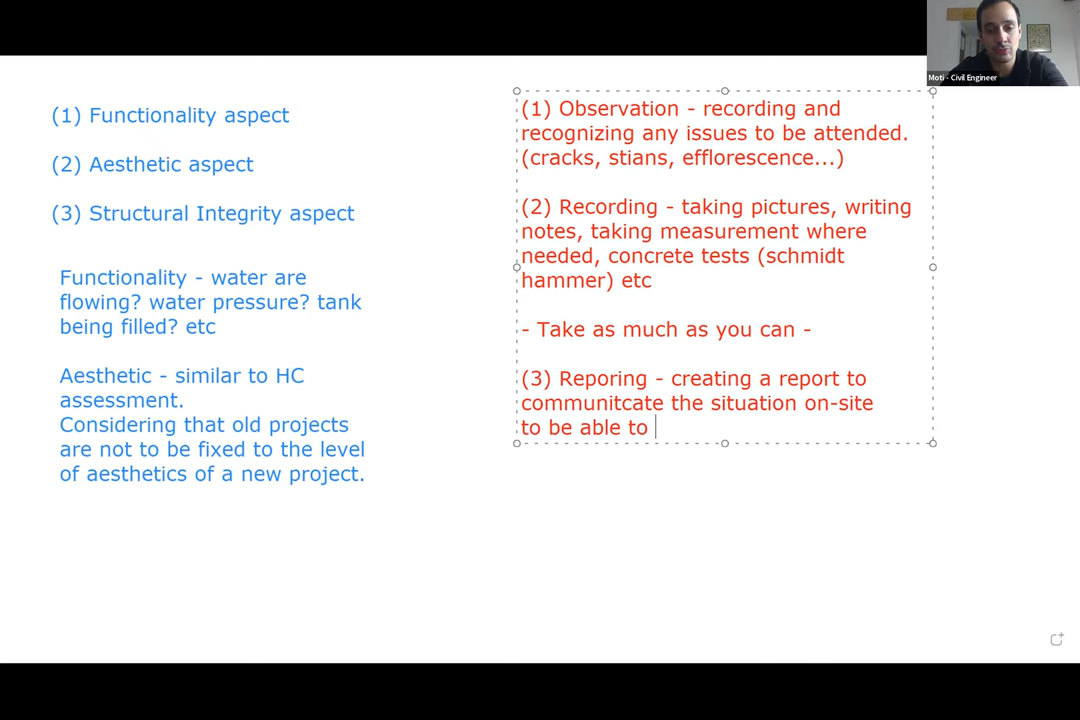 Moti - Civil Engineer
(1) Functionality aspect
(2) Aesthetic aspect
(3) Structural Integrity aspect
Functionality - water are
flowing? water pressure? tank
being filled? etc
Aesthetic - similar to HC
assessment.
Considering that old projects
are not to be fixed to the level
of aesthetics of a new project.
(1) Observation - recording and
recognizing any issues to be attended.
(cracks, stians, efflorescence...)
(2) Recording - taking pictures, writing
notes, taking measurement where
needed, concrete tests (schmidt
hammer) etc
- Take as much as you can -
(3) Reporing - creating a report to
communitcate the situation on-site
to be able to